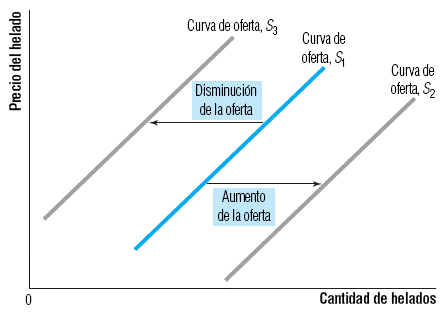 Precio del helado
Curva de oferta, S3
Curva de
oferta, S1
Curva de
oferta, S2
Disminución
de la oferta
Aumento
de la oferta
0
Cantidad de helados